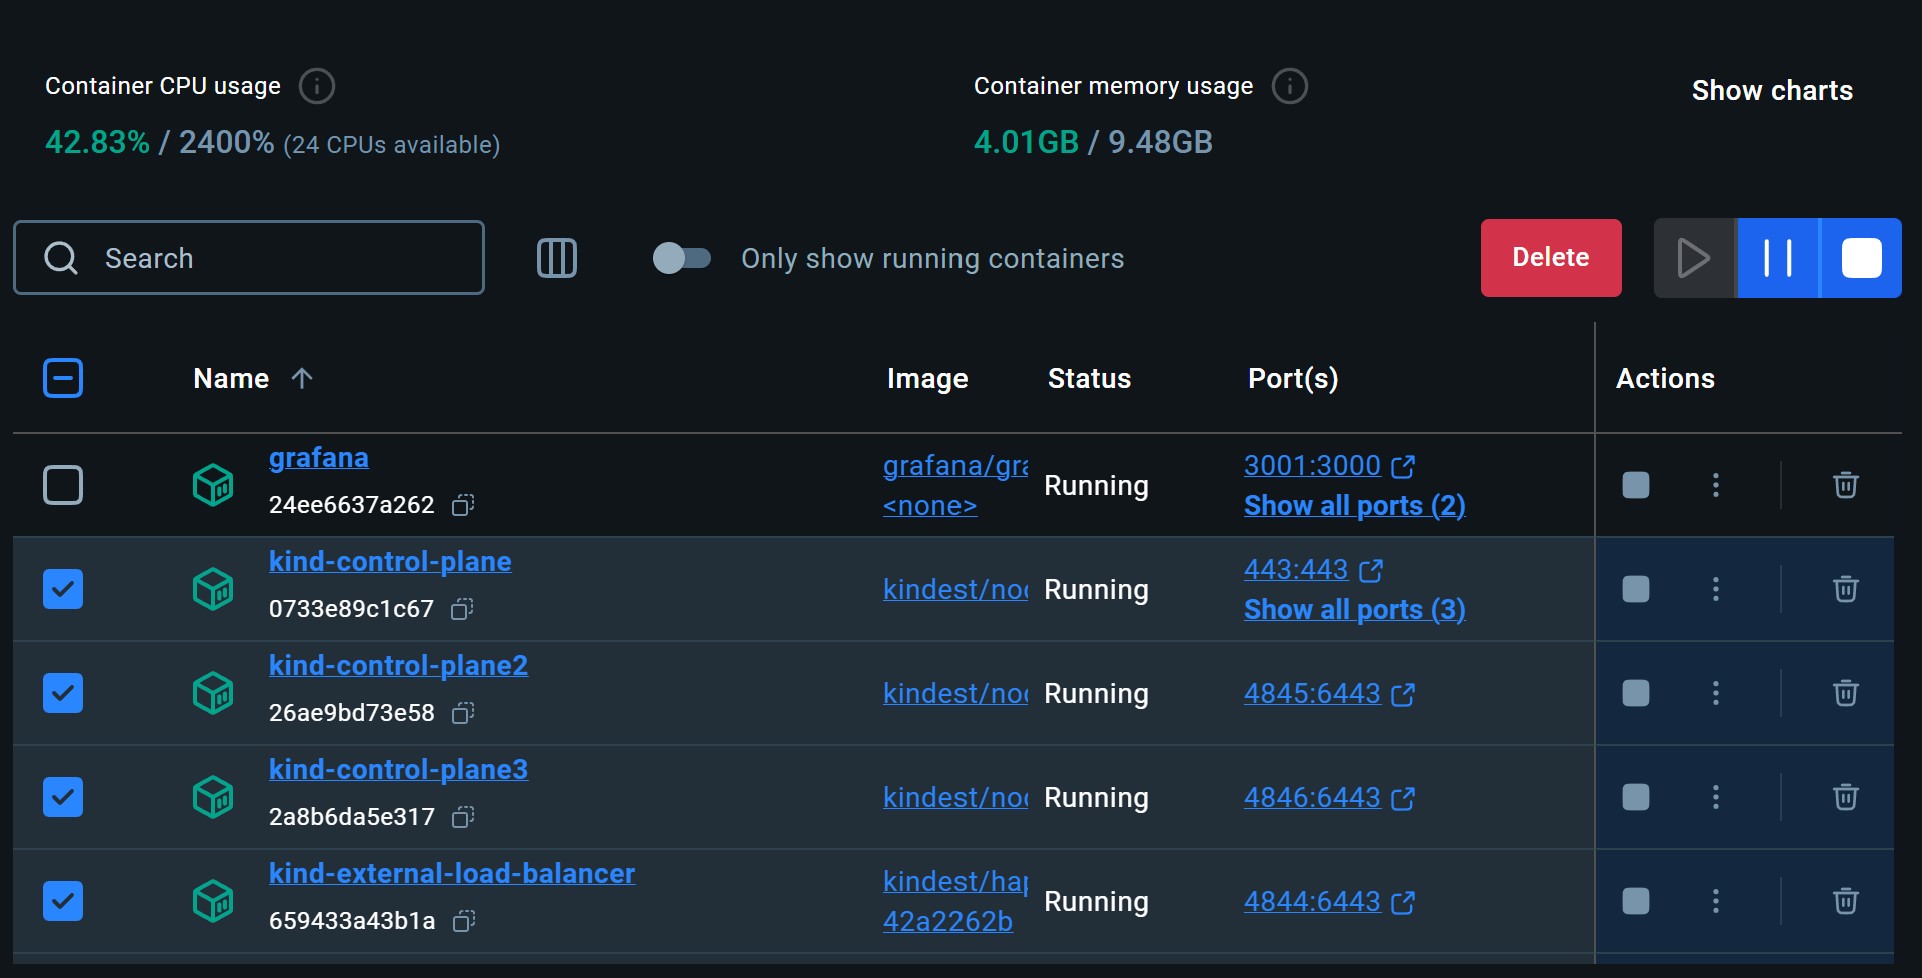 Container CPU usage
42.83% / 2400% (24 CPUs available)
Container memory usage
4.01GB / 9.48GB
Show charts
Search
Only show running containers
Delete
Name
Image
Status
Port(s)
Actions
grafana
24ee6637a262
grafana/gra
<none>
Running
3001:3000
Show all ports (2)
kind-control-plane
0733e89c1c67
kindest/noc
Running
443:443
Show all ports (3)
kind-control-plane2
26ae9bd73e58
kindest/noc
Running
4845:6443
kind-control-plane3
2a8b6da5e317
kindest/noc
Running
4846:6443
kind-external-load-balancer
659433a43b1a
kindest/hap
42a2262b
Running
4844:6443